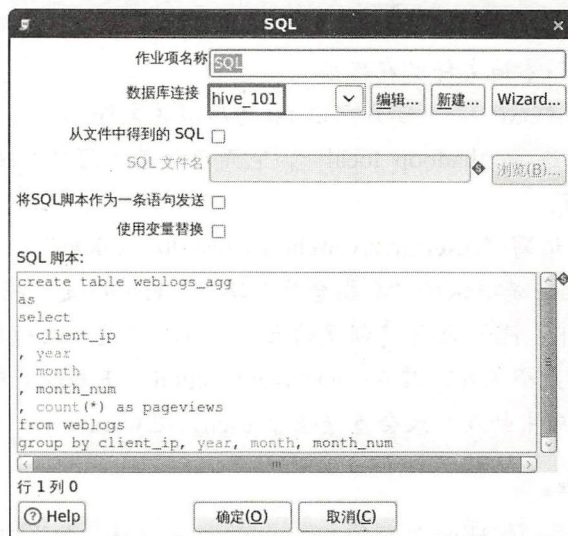 SQL
作业项名称 SQL
数据库连接 hive_101 编辑... 新建... Wizard...
从文件中得到的 SQL
SQL 文件名 浏览(B)...
将SQL脚本作为一条语句发送
使用变量替换
SQL 脚本:
create table weblogs_agg
as
select
client_ip
, year
, month
, month_num
, count(*) as pageviews
from weblogs
group by client_ip, year, month, month_num
行 1 列 0
Help 确定(O) 取消(C)